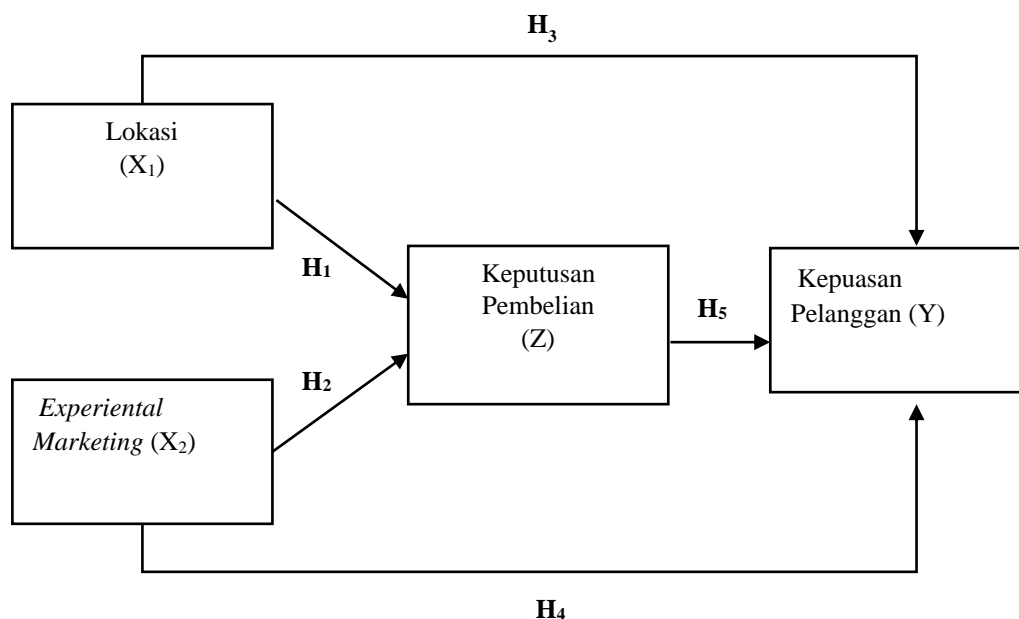 H₃
Lokasi
(X₁)
H₁
Keputusan
Pembelian
(Z)
Kepuasan
Pelanggan (Y)
H₅
H₂
Experiental
Marketing (X₂)
H₄